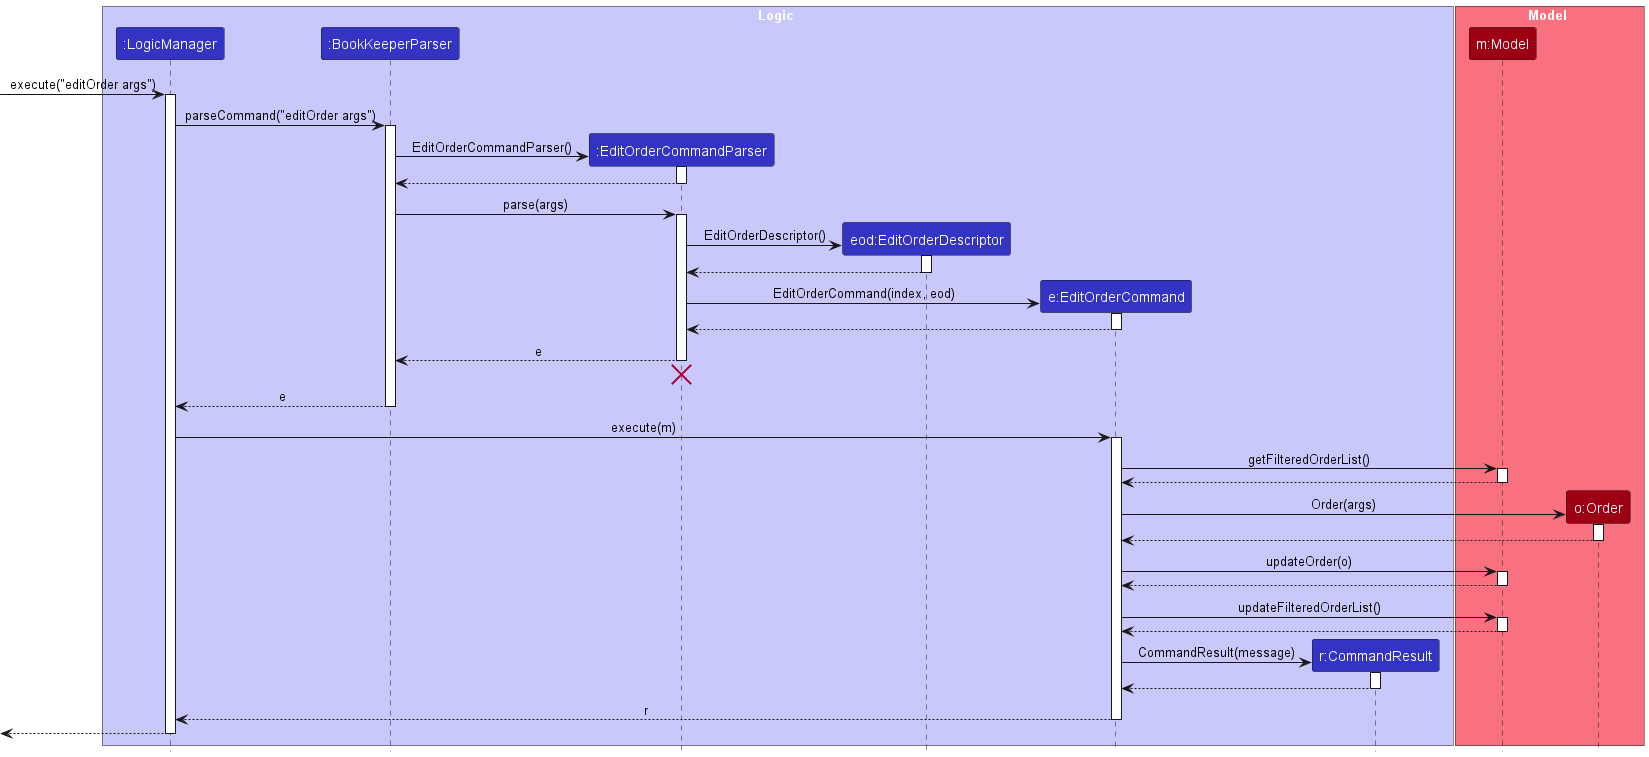 Logic
Model
:LogicManager
:BookKeeperParser
m:Model
execute("editOrder args")
parseCommand("editOrder args")
EditOrderCommandParser()
:EditOrderCommandParser
parse(args)
EditOrderDescriptor()
eod:EditOrderDescriptor
EditOrderCommand(index, eod)
e:EditOrderCommand
e
e
execute(m)
getFilteredOrderList()
Order(args)
o:Order
updateOrder(o)
updateFilteredOrderList()
CommandResult(message)
r:CommandResult
r